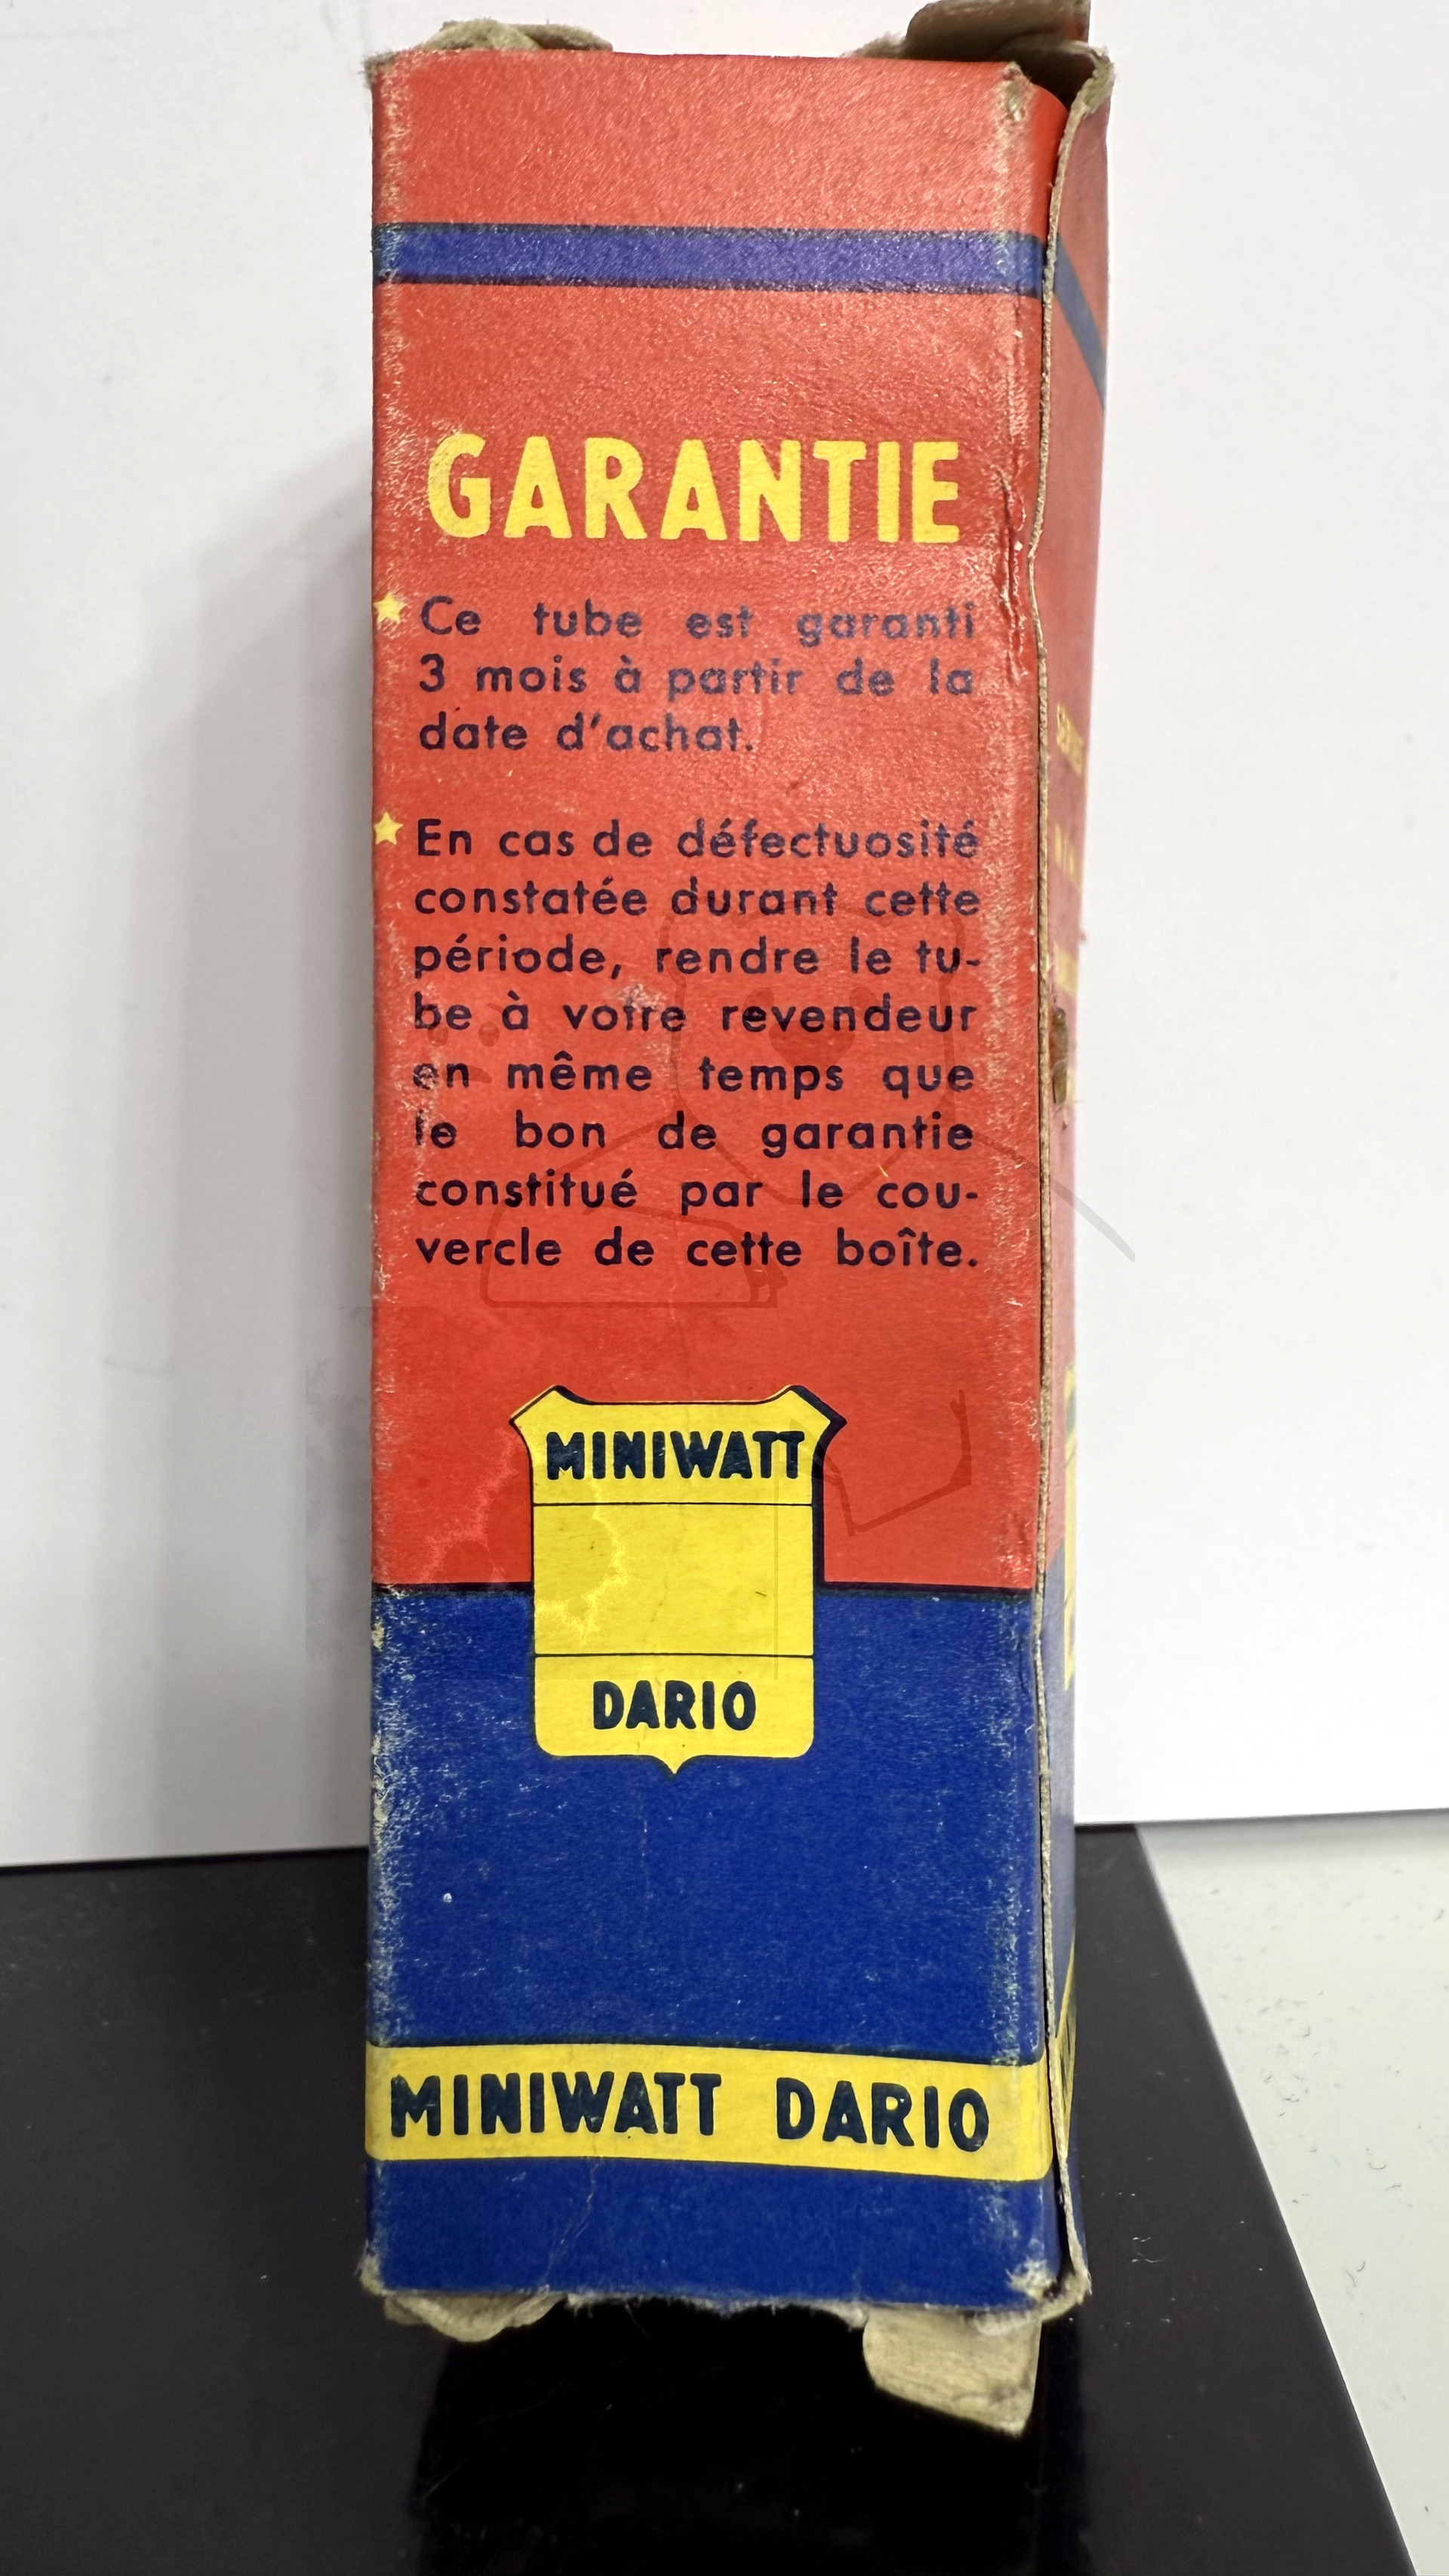 GARANTIE
Ce tube est garanti
3 mois à partir de la
date d'achat.
En cas de défectuosité
constatée durant cette
période, rendre le tu-
be à votre revendeur
en même temps que
le bon de garantie
constitué par le cou-
vercle de cette boîte.
MINIWATT
DARIO
MINIWATT DARIO